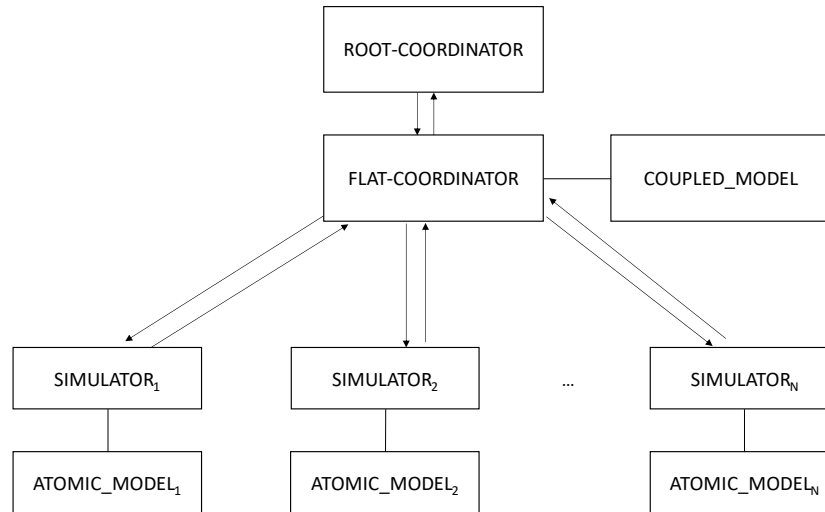 ROOT-COORDINATOR
FLAT-COORDINATOR
COUPLED_MODEL
SIMULATOR₁
SIMULATOR₂
...
SIMULATORN
ATOMIC_MODEL₁
ATOMIC_MODEL₂
ATOMIC_MODELN